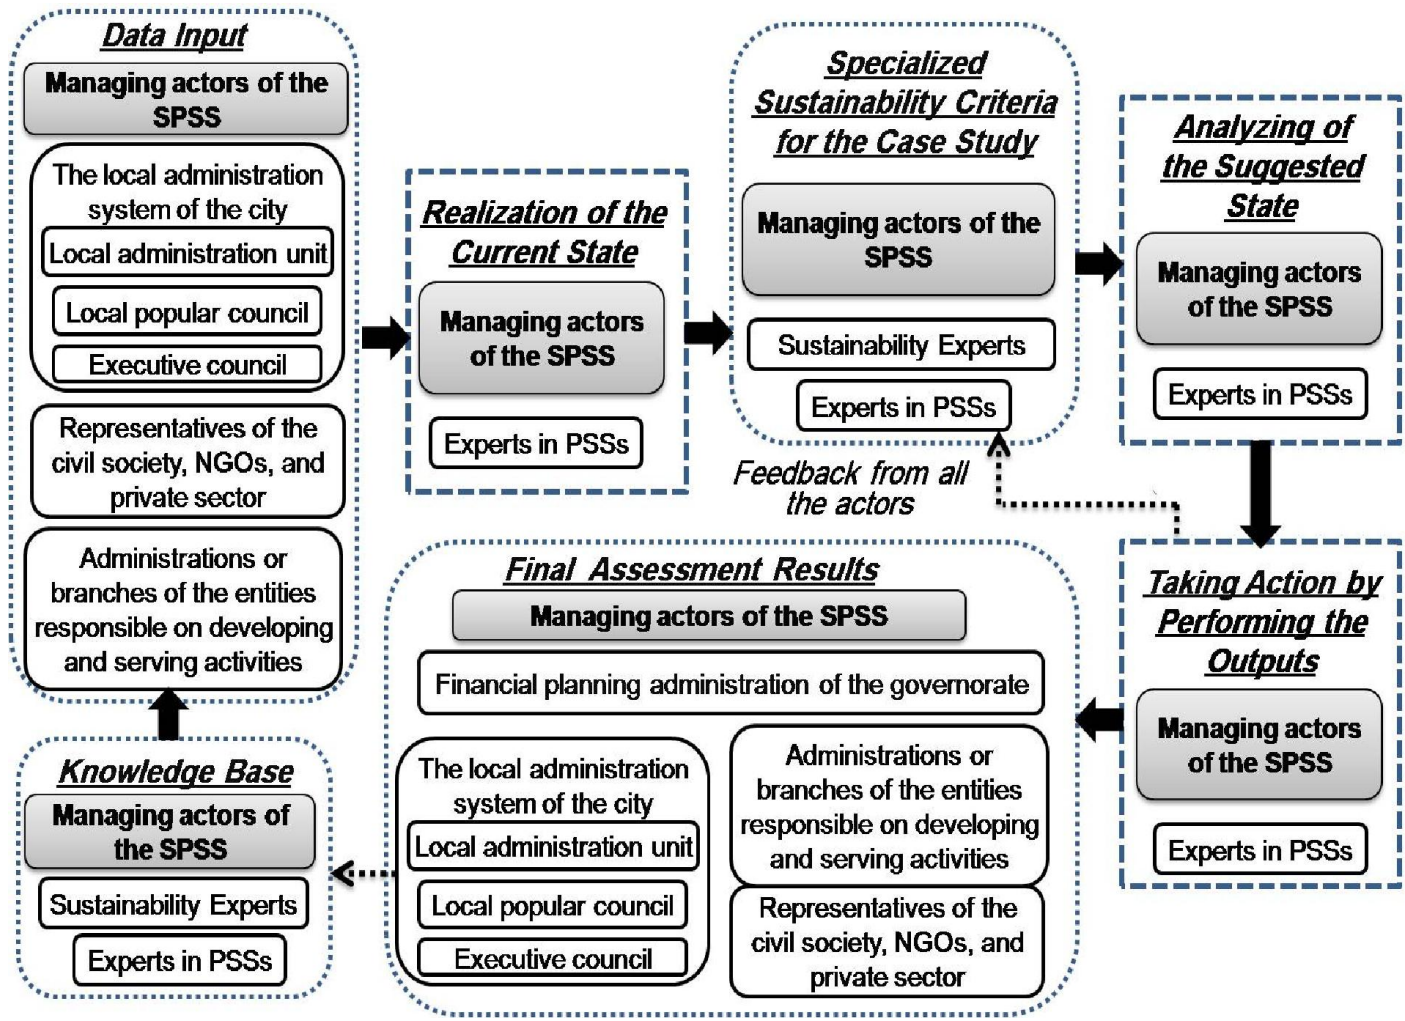 Data Input
Managing actors of the
SPSS
The local administration
system of the city
Local administration unit
Local popular council
Executive council
Representatives of the
civil society, NGOs, and
private sector
Administrations or
branches of the entities
responsible on developing
and serving activities
Realization of the
Current State
Managing actors
of the SPSS
Experts in PSSs
Specialized
Sustainability Criteria
for the Case Study
Managing actors of the
SPSS
Sustainability Experts
Experts in PSSs
Analyzing of
the Suggested
State
Managing actors
of the SPSS
Experts in PSSs
Feedback from all
the actors
Taking Action by
Performing the
Outputs
Managing actors
of the SPSS
Experts in PSSs
Final Assessment Results
Managing actors of the SPSS
Financial planning administration of the governorate
The local administration
system of the city
Local administration unit
Local popular council
Executive council
Administrations or
branches of the entities
responsible on developing
and serving activities
Representatives of the
civil society, NGOs, and
private sector
Knowledge Base
Managing actors of
the SPSS
Sustainability Experts
Experts in PSSs